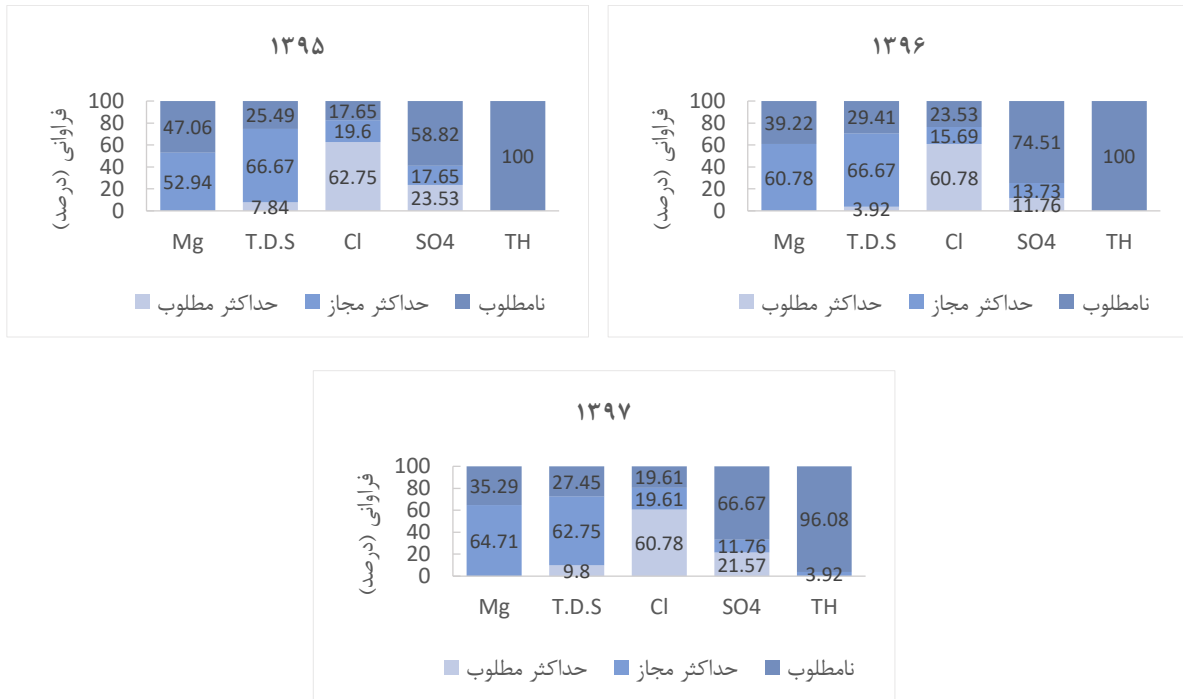 ۱۳۹۵
فراوانی (درصد)
100
80
60
40
20
0
47.06 25.49 17.65 58.82 100
52.94 66.67 19.6 17.65
7.84 62.75 23.53
Mg T.D.S Cl SO4 TH
حداکثر مطلوب حداکثر مجاز نامطلوب
۱۳۹۶
فراوانی (درصد)
100
80
60
40
20
0
39.22 29.41 23.53 74.51 100
60.78 66.67 15.69 13.73
3.92 60.78 11.76
Mg T.D.S Cl SO4 TH
حداکثر مطلوب حداکثر مجاز نامطلوب
۱۳۹۷
فراوانی (درصد)
100
80
60
40
20
0
35.29 27.45 19.61 66.67 96.08
64.71 62.75 19.61 11.76 3.92
9.8 60.78 21.57
Mg T.D.S Cl SO4 TH
حداکثر مطلوب حداکثر مجاز نامطلوب